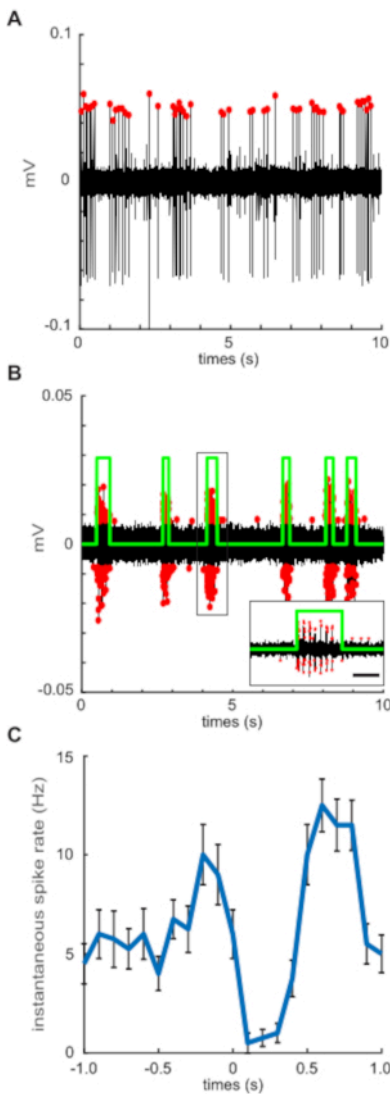 A
0.1
mV
0
-0.1
0 5 10
times (s)
B
0.05
mV
0
-0.05
0 5 10
times (s)
C
15
instantaneous spike rate (Hz)
10
5
0
-1.0 -0.5 0 0.5 1.0
times (s)